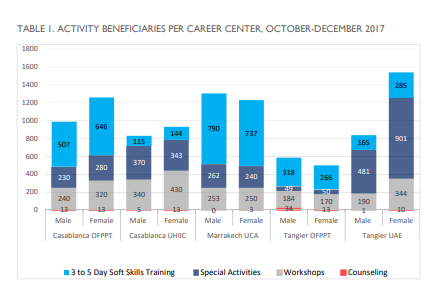 TABLE 1. ACTIVITY BENEFICIARIES PER CAREER CENTER, OCTOBER-DECEMBER 2017
1800
1600
1400
1200
1000
800
600
400
200
0
507 646 115 144 790 737 318 266 165 285
230 280 370 343 262 240 49 50 481 901
240 320 340 430 253 250 184 170 190 344
13 13 5 13 0 3 34 13 1 10
Male Female Male Female Male Female Male Female Male Female
Casablanca OFPPT Casablanca UHIIC Marrakech UCA Tangier OFPPT Tangier UAE
3 to 5 Day Soft Skills Training Special Activities Workshops Counseling